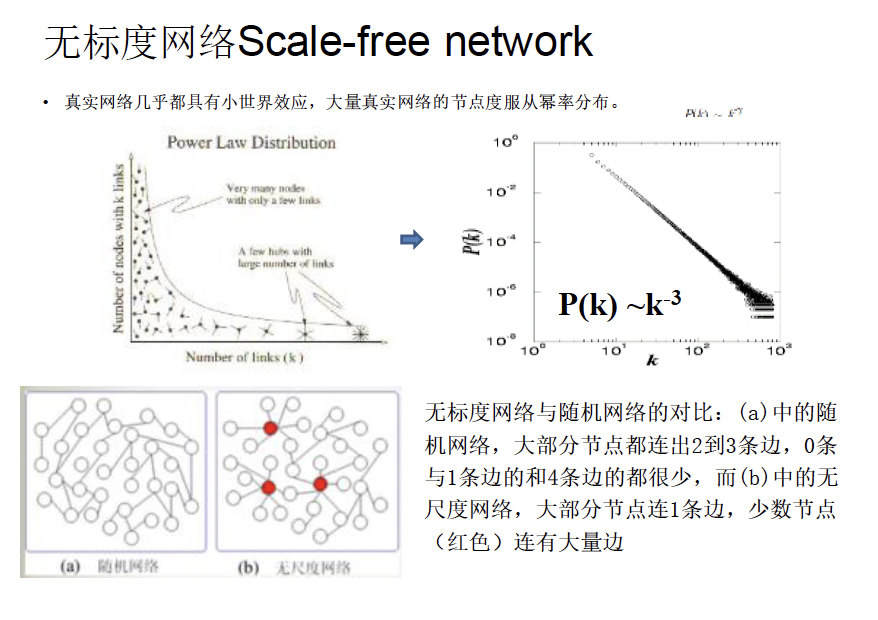 无标度网络Scale-free network
• 真实网络几乎都具有小世界效应，大量真实网络的节点度服从幂率分布。
P(k) ~ k^-γ
Power Law Distribution
Number of nodes with k links
Very many nodes
with only a few links
A few hubs with
large number of links
Number of links (k)
10^0
10^-2
10^-4
10^-6
10^-8
P(k)
P(k) ~k^-3
10^0 10^1 10^2 10^3
k
(a) 随机网络
(b) 无尺度网络
无标度网络与随机网络的对比：(a)中的随
机网络，大部分节点都连出2到3条边，0条
与1条边的和4条边的都很少，而(b)中的无
尺度网络，大部分节点连1条边，少数节点
（红色）连有大量边